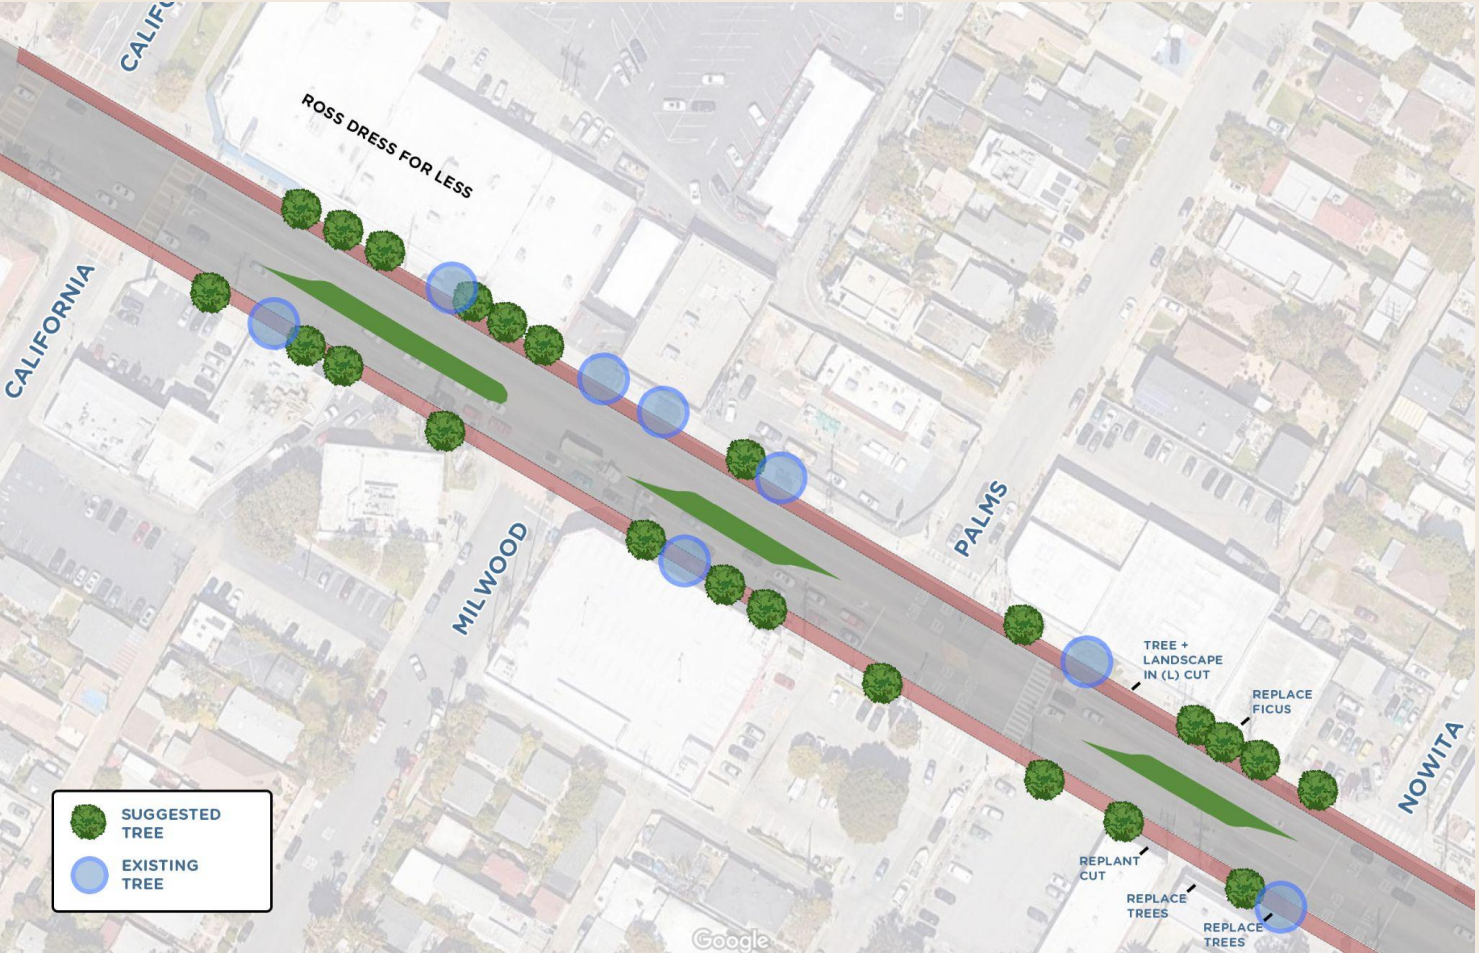 CALIFO
ROSS DRESS FOR LESS
CALIFORNIA
MILWOOD
PALMS
TREE +
LANDSCAPE
IN (L) CUT
REPLACE
FICUS
NOWITA
SUGGESTED
TREE
EXISTING
TREE
REPLANT
CUT
REPLACE
TREES
REPLACE
TREES
Google